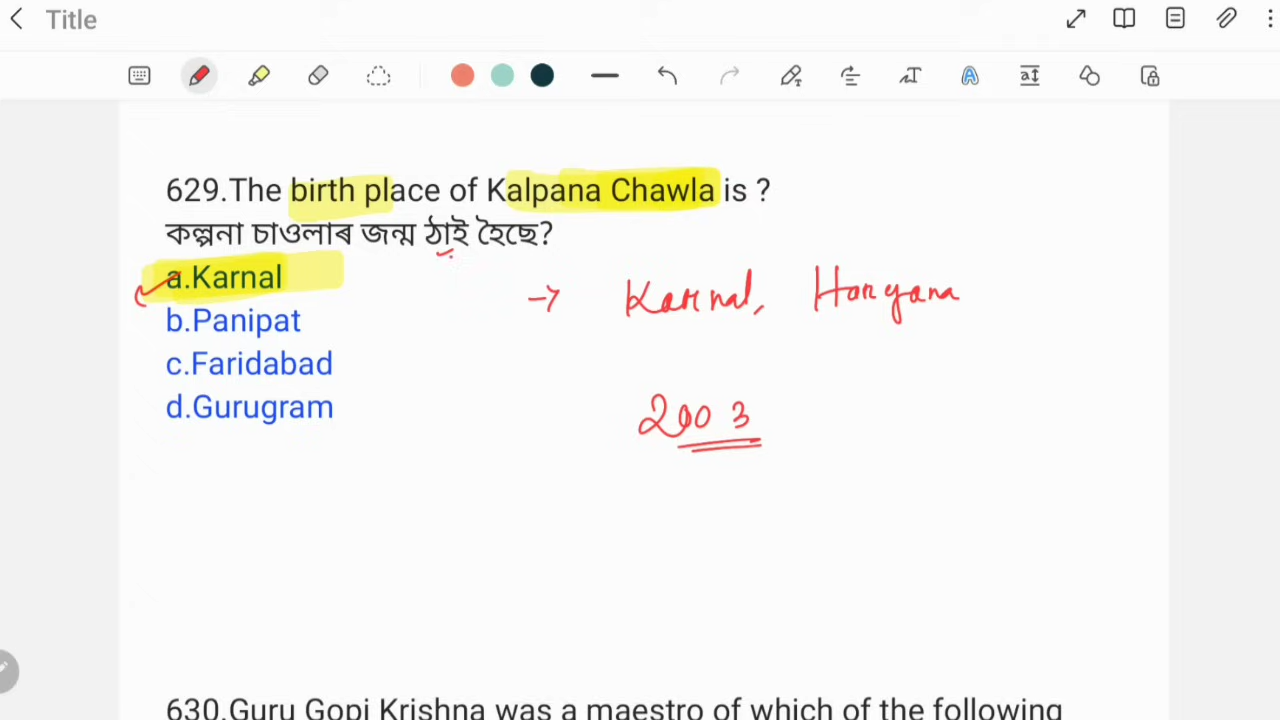 Title
629.The birth place of Kalpana Chawla is ?
কল্পনা চাওলাৰ জন্ম ঠাই হৈছে?
a.Karnal
→ Karnal, Haryana
b.Panipat
c.Faridabad
d.Gurugram
2003
630.Guru Gopi Krishna was a maestro of which of the following